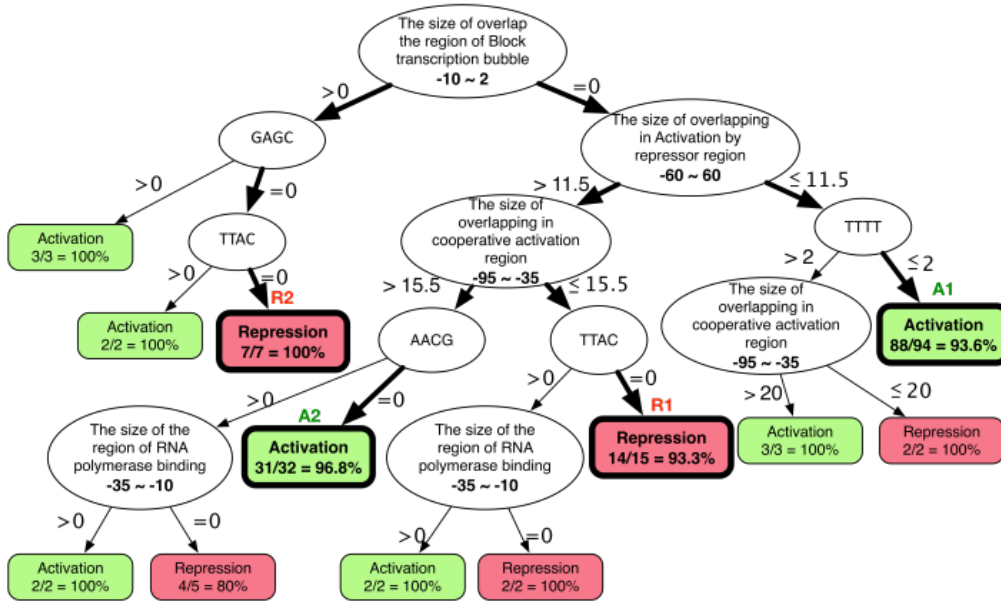 The size of overlap
the region of Block
transcription bubble
-10 ~ 2
>0
=0
GAGC
The size of overlapping
in Activation by
repressor region
-60 ~ 60
>0
=0
> 11.5
≤11.5
Activation
3/3 = 100%
TTAC
The size of
overlapping in
cooperative activation
region
-95 ~ -35
TTTT
>0
=0
R2
> 15.5
≤ 15.5
> 2
≤2
A1
Activation
2/2 = 100%
Repression
7/7 = 100%
AACG
TTAC
The size of
overlapping in
cooperative activation
region
-95 ~ -35
Activation
88/94 = 93.6%
>0
=0
A2
>0
=0
R1
>20
≤20
The size of the
region of RNA
polymerase binding
-35 ~ -10
Activation
31/32 = 96.8%
The size of the
region of RNA
polymerase binding
-35 ~ -10
Repression
14/15 = 93.3%
Activation
3/3 = 100%
Repression
2/2 = 100%
>0
=0
>0
=0
Activation
2/2 = 100%
Repression
4/5 = 80%
Activation
2/2 = 100%
Repression
2/2 = 100%